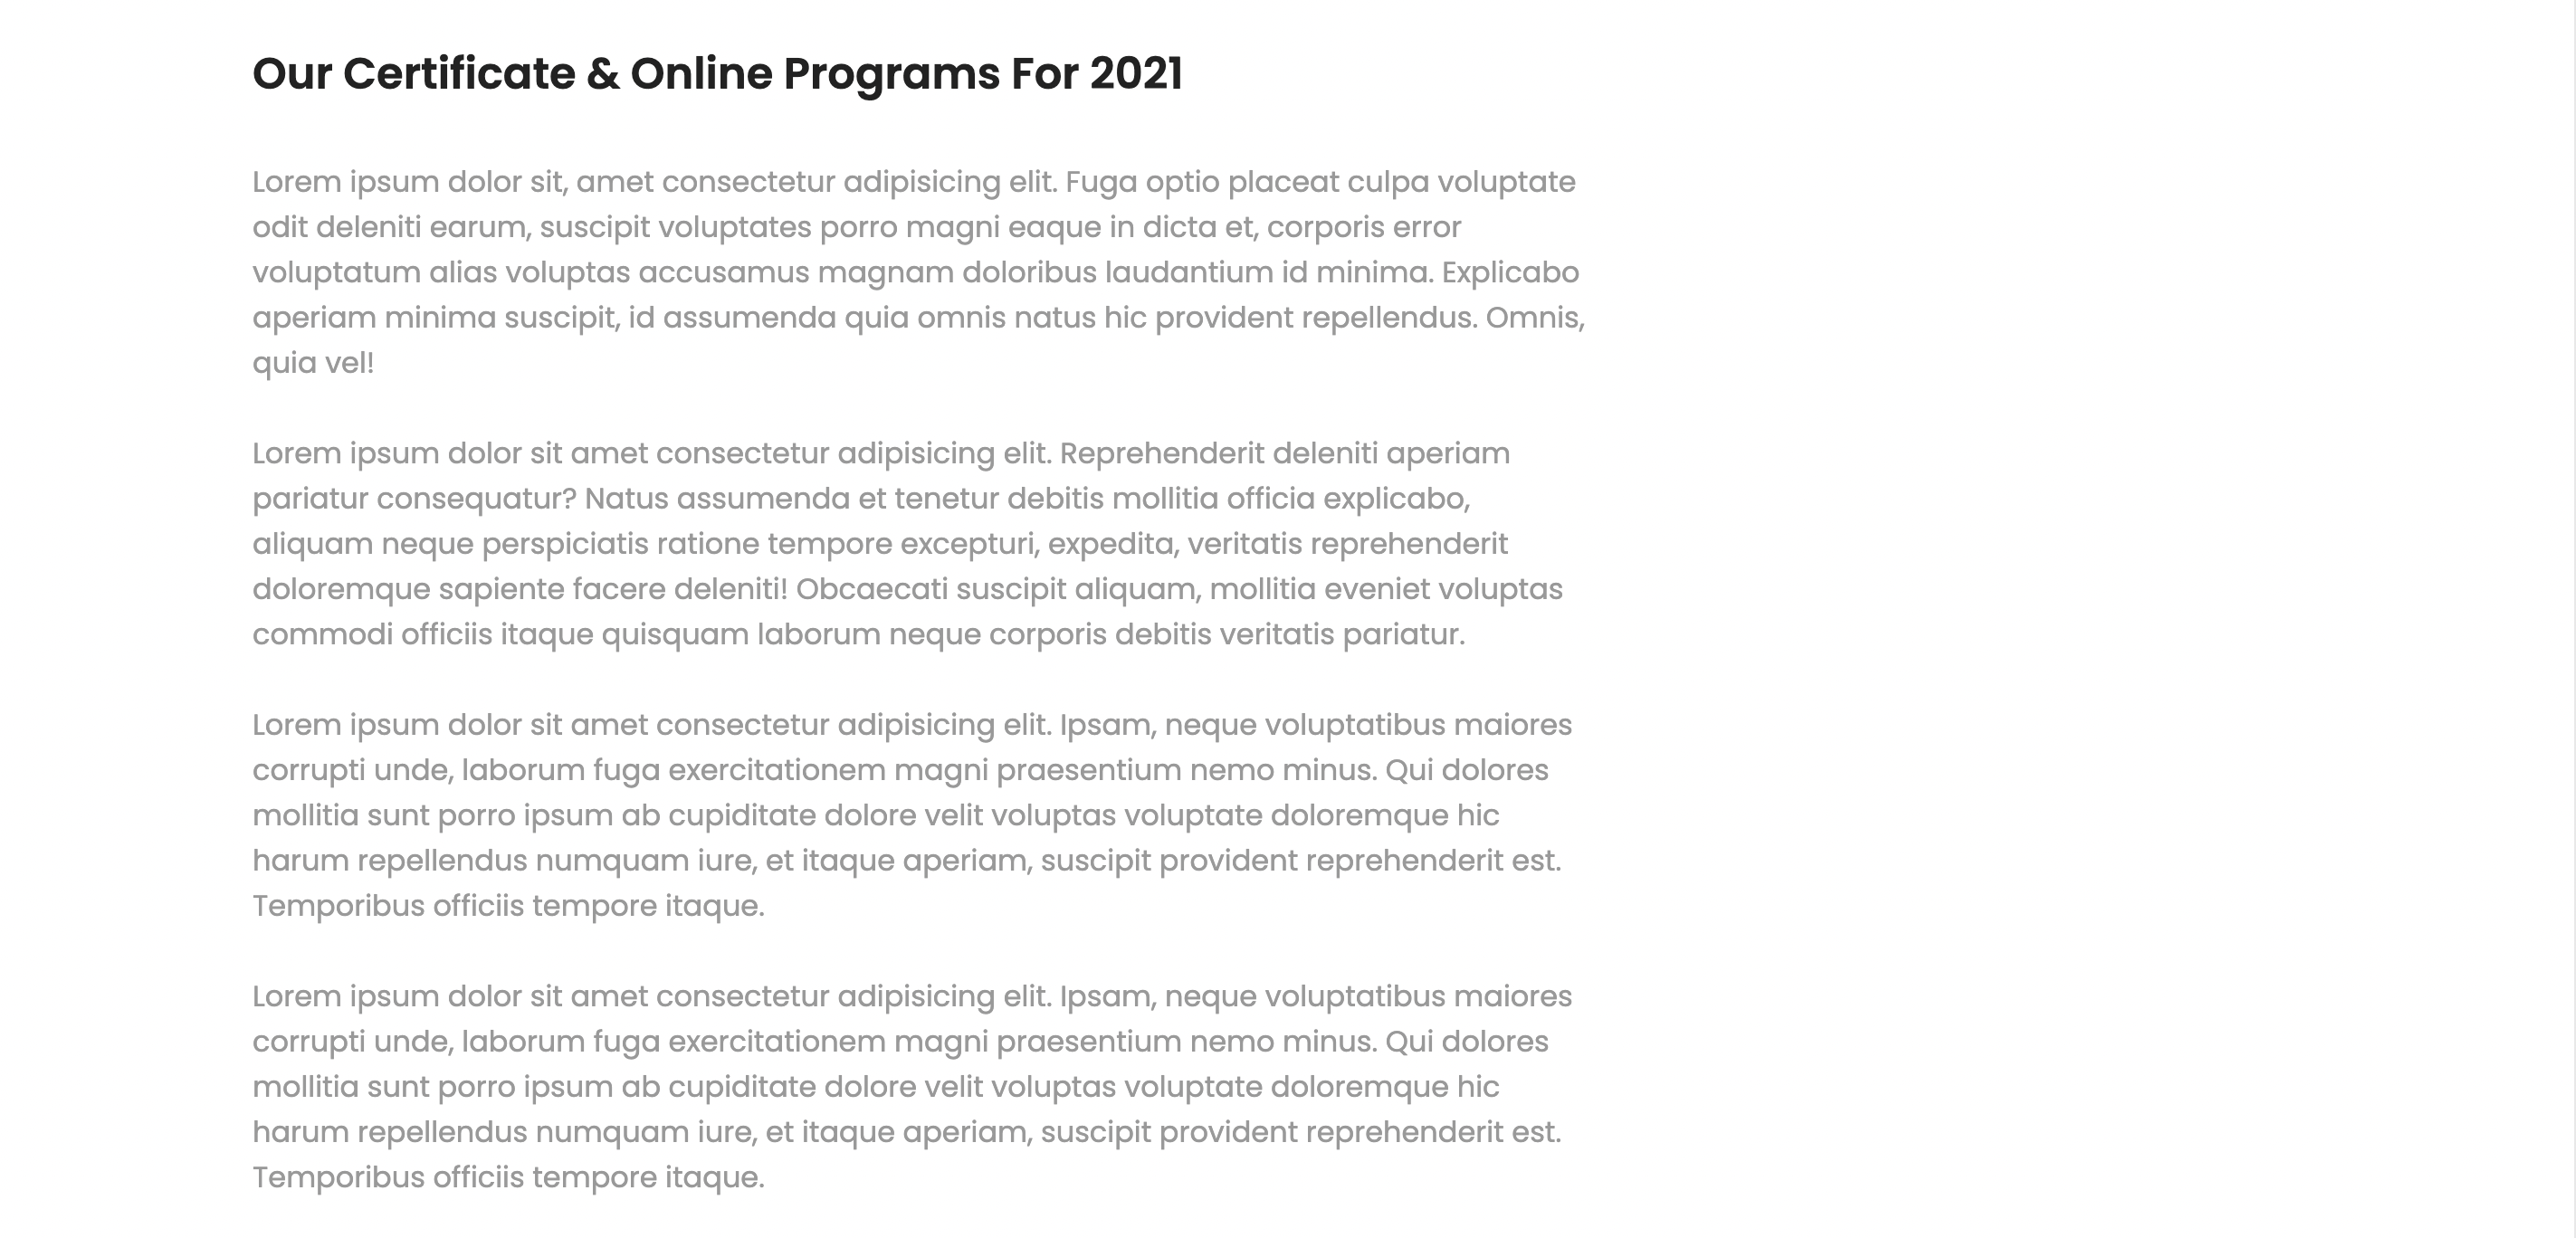 Our Certificate & Online Programs For 2021
Lorem ipsum dolor sit, amet consectetur adipisicing elit. Fuga optio placeat culpa voluptate
odit deleniti earum, suscipit voluptates porro magni eaque in dicta et, corporis error
voluptatum alias voluptas accusamus magnam doloribus laudantium id minima. Explicabo
aperiam minima suscipit, id assumenda quia omnis natus hic provident repellendus. Omnis,
quia vel!
Lorem ipsum dolor sit amet consectetur adipisicing elit. Reprehenderit deleniti aperiam
pariatur consequatur? Natus assumenda et tenetur debitis mollitia officia explicabo,
aliquam neque perspiciatis ratione tempore excepturi, expedita, veritatis reprehenderit
doloremque sapiente facere deleniti! Obcaecati suscipit aliquam, mollitia eveniet voluptas
commodi officiis itaque quisquam laborum neque corporis debitis veritatis pariatur.
Lorem ipsum dolor sit amet consectetur adipisicing elit. Ipsam, neque voluptatibus maiores
corrupti unde, laborum fuga exercitationem magni praesentium nemo minus. Qui dolores
mollitia sunt porro ipsum ab cupiditate dolore velit voluptas voluptate doloremque hic
harum repellendus numquam iure, et itaque aperiam, suscipit provident reprehenderit est.
Temporibus officiis tempore itaque.
Lorem ipsum dolor sit amet consectetur adipisicing elit. Ipsam, neque voluptatibus maiores
corrupti unde, laborum fuga exercitationem magni praesentium nemo minus. Qui dolores
mollitia sunt porro ipsum ab cupiditate dolore velit voluptas voluptate doloremque hic
harum repellendus numquam iure, et itaque aperiam, suscipit provident reprehenderit est.
Temporibus officiis tempore itaque.